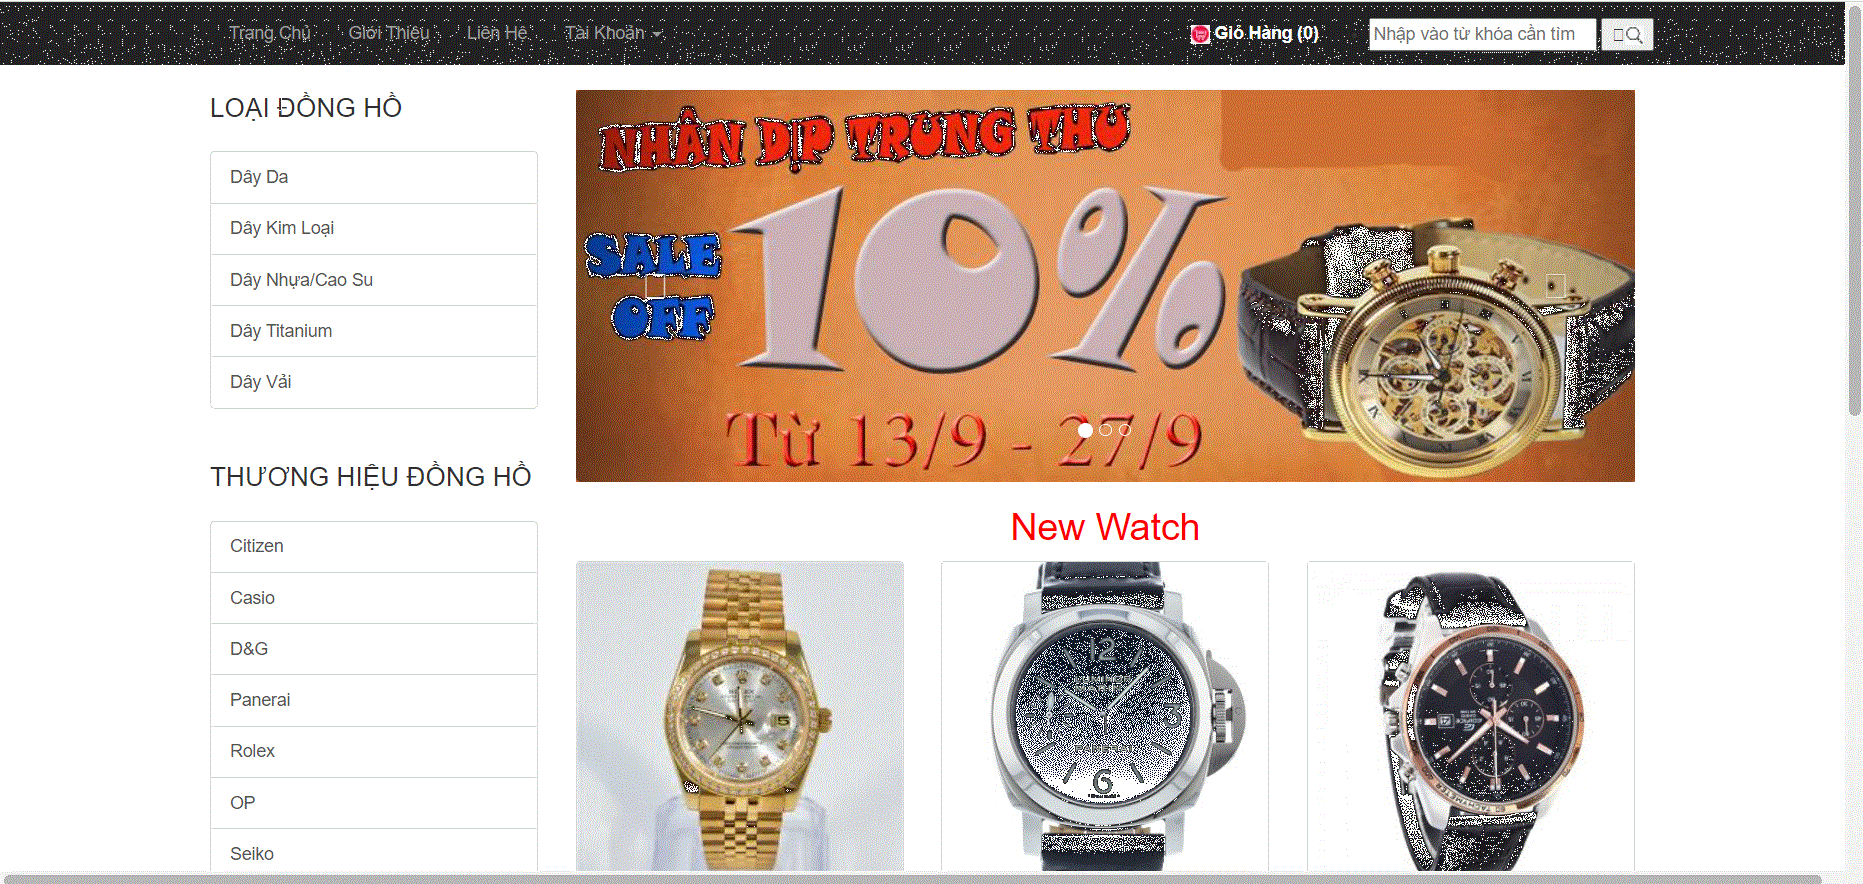 Trang Chủ Giới Thiệu Liên Hệ Tài Khoản Giỏ Hàng (0) Nhập vào từ khóa cần tìm
LOẠI ĐỒNG HỒ
Dây Da
Dây Kim Loại
Dây Nhựa/Cao Su
Dây Titanium
Dây Vải
THƯƠNG HIỆU ĐỒNG HỒ
Citizen
Casio
D&G
Panerai
Rolex
OP
Seiko
NHÂN DỊP TRUNG THU
SALE
OFF
10%
Từ 13/9 - 27/9
New Watch